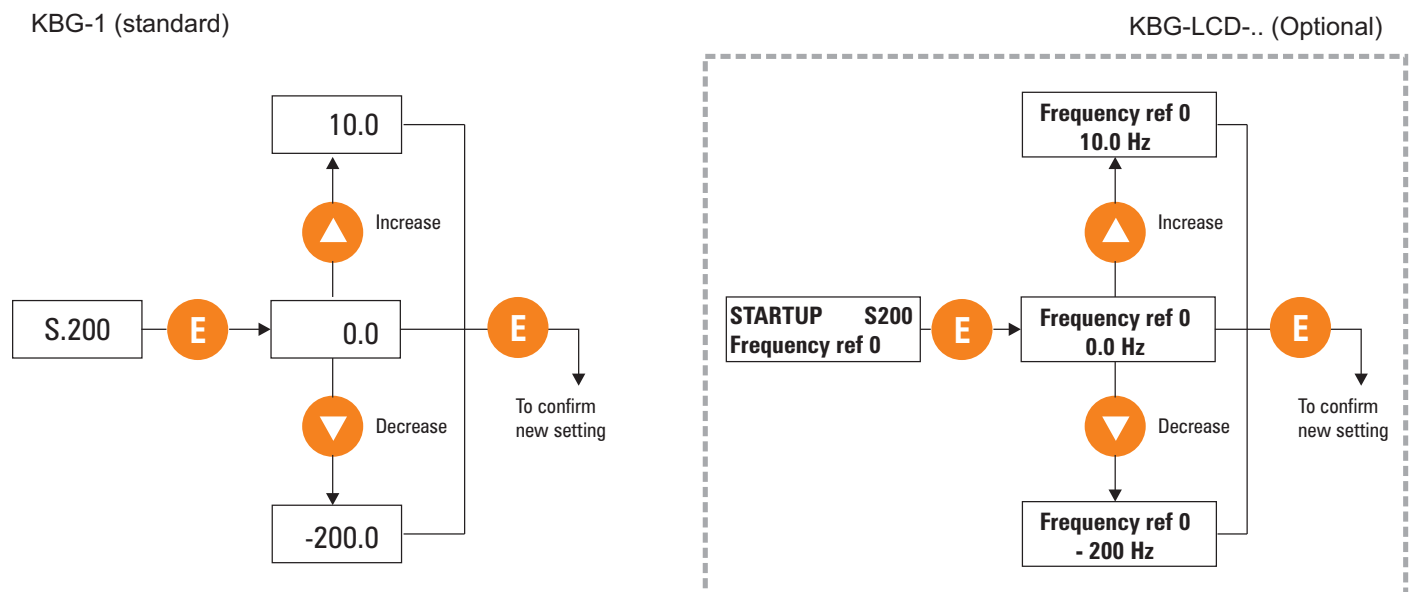 KBG-1 (standard)
10.0
Increase
S.200
E
0.0
E
Decrease
To confirm
new setting
-200.0
KBG-LCD-.. (Optional)
Frequency ref 0
10.0 Hz
Increase
STARTUP S200
Frequency ref 0
E
Frequency ref 0
0.0 Hz
E
Decrease
To confirm
new setting
Frequency ref 0
- 200 Hz